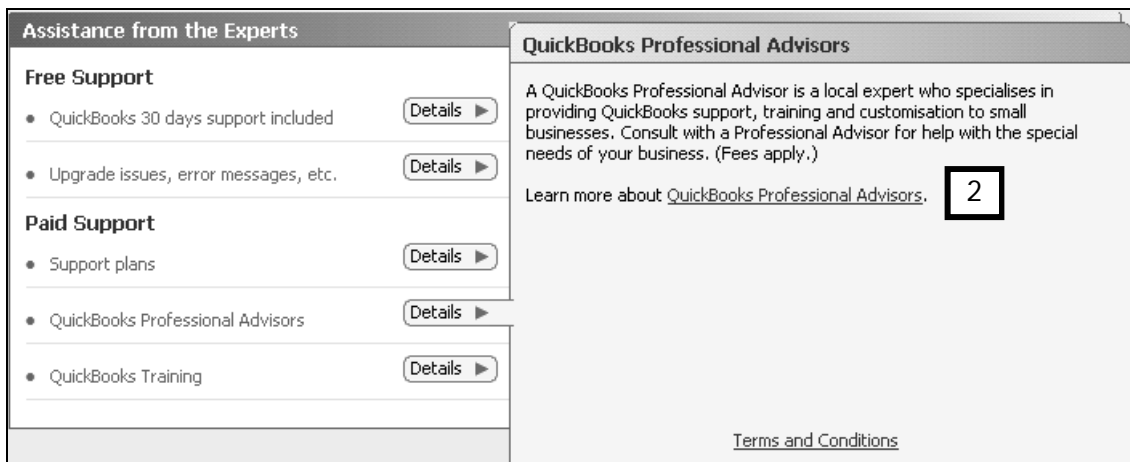 Assistance from the Experts
Free Support
• QuickBooks 30 days support included
Details ▶
• Upgrade issues, error messages, etc.
Details ▶
Paid Support
• Support plans
Details ▶
• QuickBooks Professional Advisors
Details ▶
• QuickBooks Training
Details ▶
QuickBooks Professional Advisors
A QuickBooks Professional Advisor is a local expert who specialises in
providing QuickBooks support, training and customisation to small
businesses. Consult with a Professional Advisor for help with the special
needs of your business. (Fees apply.)
Learn more about QuickBooks Professional Advisors.
2
Terms and Conditions